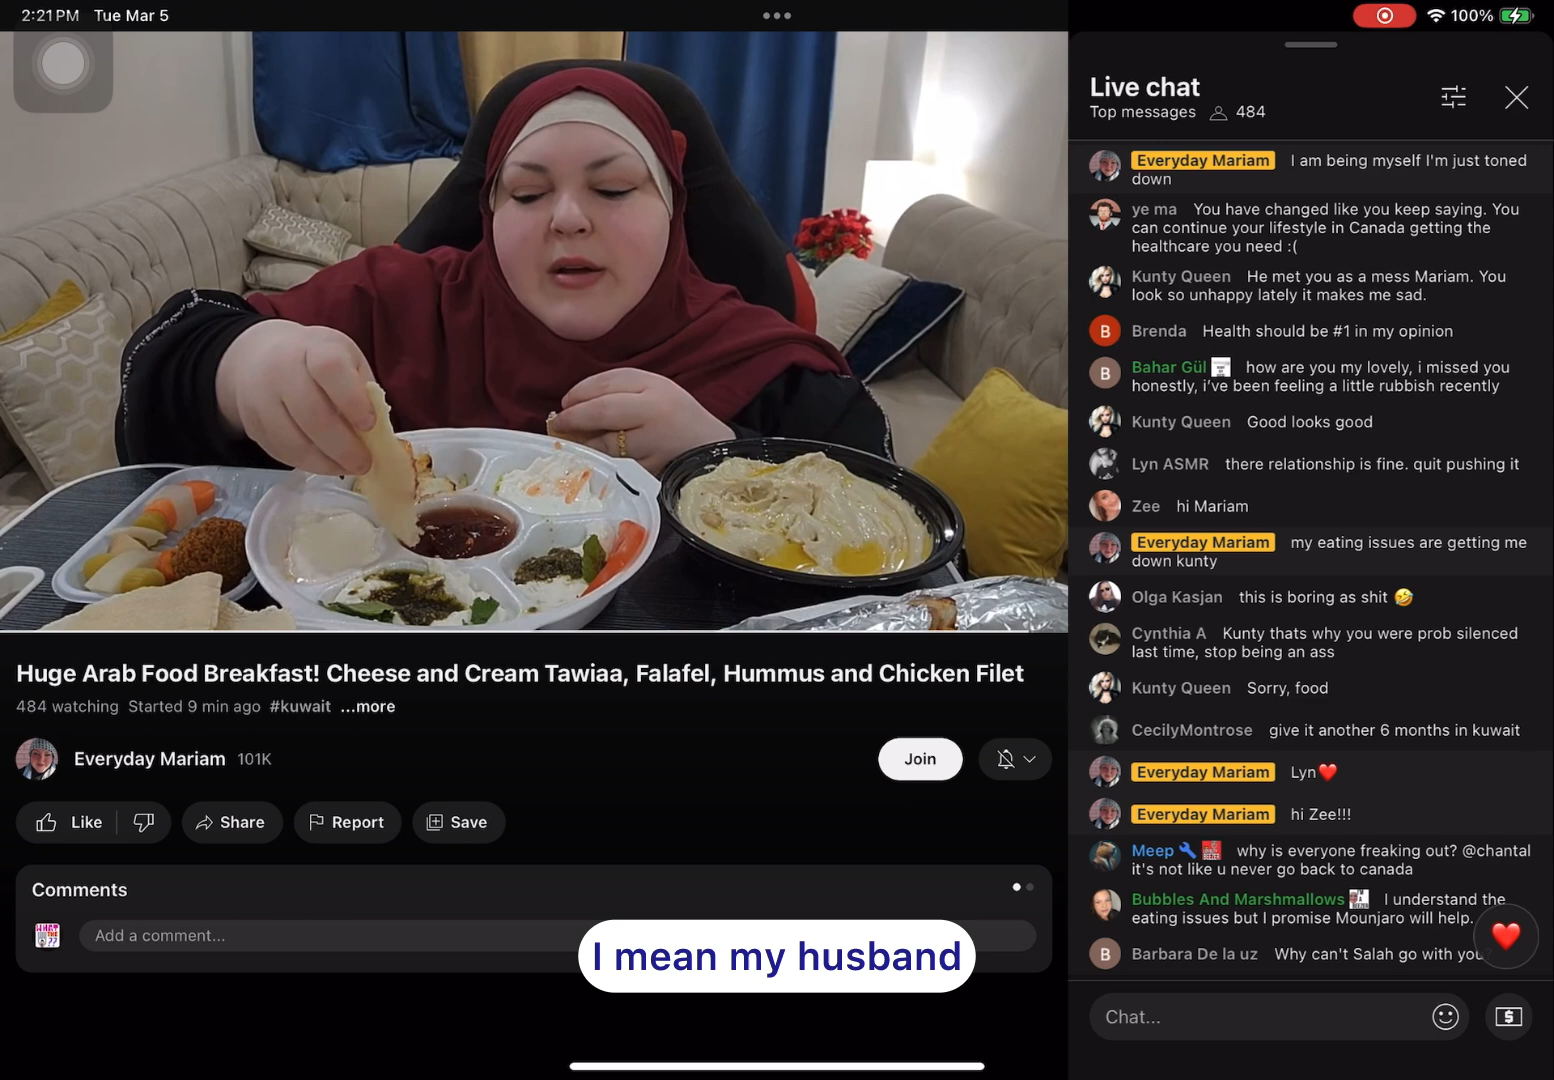 2:21 PM Tue Mar 5
100%
Live chat
Top messages 484
Everyday Mariam I am being myself I'm just toned
down
ye ma You have changed like you keep saying. You
can continue your lifestyle in Canada getting the
healthcare you need :(
Kunty Queen He met you as a mess Mariam. You
look so unhappy lately it makes me sad.
B Brenda Health should be #1 in my opinion
B Bahar Gül how are you my lovely, i missed you
honestly, i've been feeling a little rubbish recently
Kunty Queen Good looks good
Lyn ASMR there relationship is fine. quit pushing it
Zee hi Mariam
Everyday Mariam my eating issues are getting me
down kunty
Olga Kasjan this is boring as shit 🤣
Cynthia A Kunty thats why you were prob silenced
last time, stop being an ass
Kunty Queen Sorry, food
CecilyMontrose give it another 6 months in kuwait
Everyday Mariam Lyn❤️
Everyday Mariam hi Zee!!!
Meep why is everyone freaking out? @chantal
it's not like u never go back to canada
Bubbles And Marshmallows I understand the
eating issues but I promise Mounjaro will help.
B Barbara De la uz Why can't Salah go with you
Chat...
Huge Arab Food Breakfast! Cheese and Cream Tawiaa, Falafel, Hummus and Chicken Filet
484 watching Started 9 min ago #kuwait ...more
Everyday Mariam 101K
Join
Like Share Report Save
Comments
Add a comment...
I mean my husband